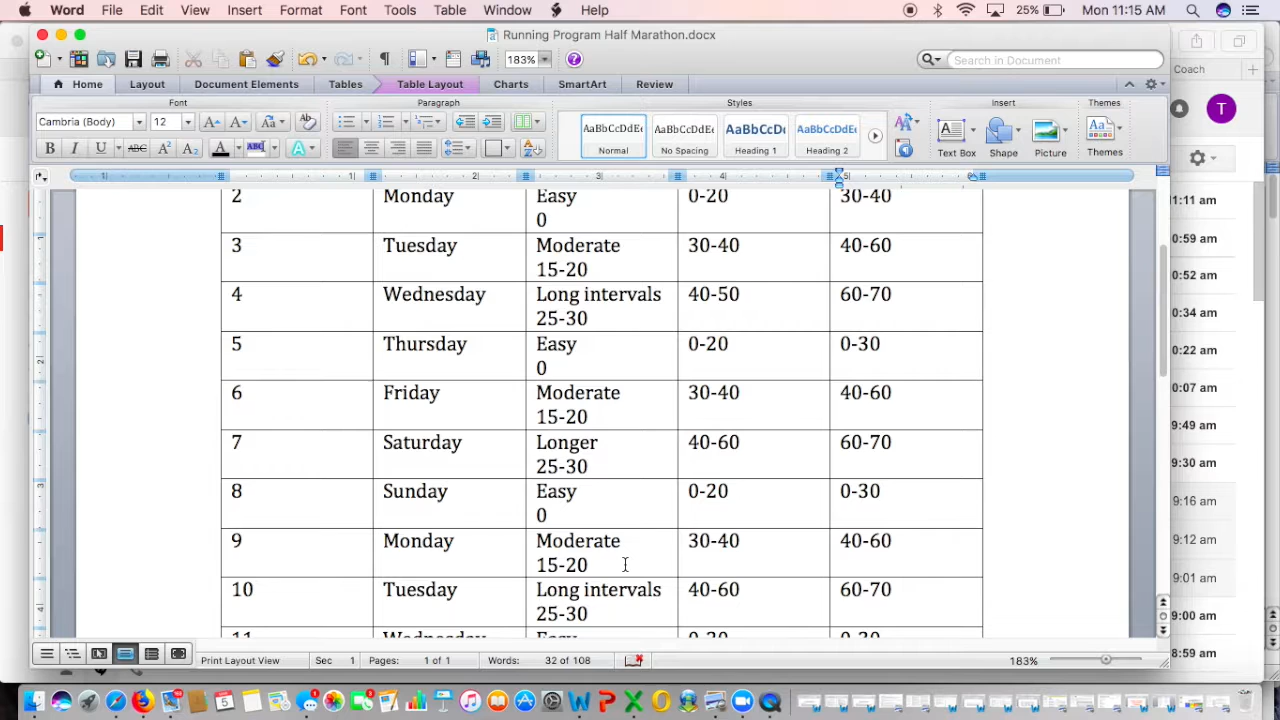 Word File Edit View Insert Format Font Tools Table Window Help 25% Mon 11:15 AM
Running Program Half Marathon.docx
183% Search in Document
Coach
Home Layout Document Elements Tables Table Layout Charts SmartArt Review
T
Font Paragraph Styles Insert Themes
Cambria (Body) 12
AaBbCcDdEe AaBbCcDdEe AaBbCcDc AaBbCcDdEe
Normal No Spacing Heading 1 Heading 2
Text Box Shape Picture Themes
2 Monday Easy 0-20 30-40
0
3 Tuesday Moderate 30-40 40-60
15-20
4 Wednesday Long intervals 40-50 60-70
25-30
5 Thursday Easy 0-20 0-30
0
6 Friday Moderate 30-40 40-60
15-20
7 Saturday Longer 40-60 60-70
25-30
8 Sunday Easy 0-20 0-30
0
9 Monday Moderate 30-40 40-60
15-20
10 Tuesday Long intervals 40-60 60-70
25-30
11 Wednesday Easy 0-20 0-30
:11 am
0:59 am
0:52 am
0:34 am
0:22 am
0:07 am
9:49 am
9:30 am
9:16 am
9:12 am
9:01 am
9:00 am
8:59 am
Print Layout View Sec 1 Pages: 1 of 1 Words: 32 of 108 183%